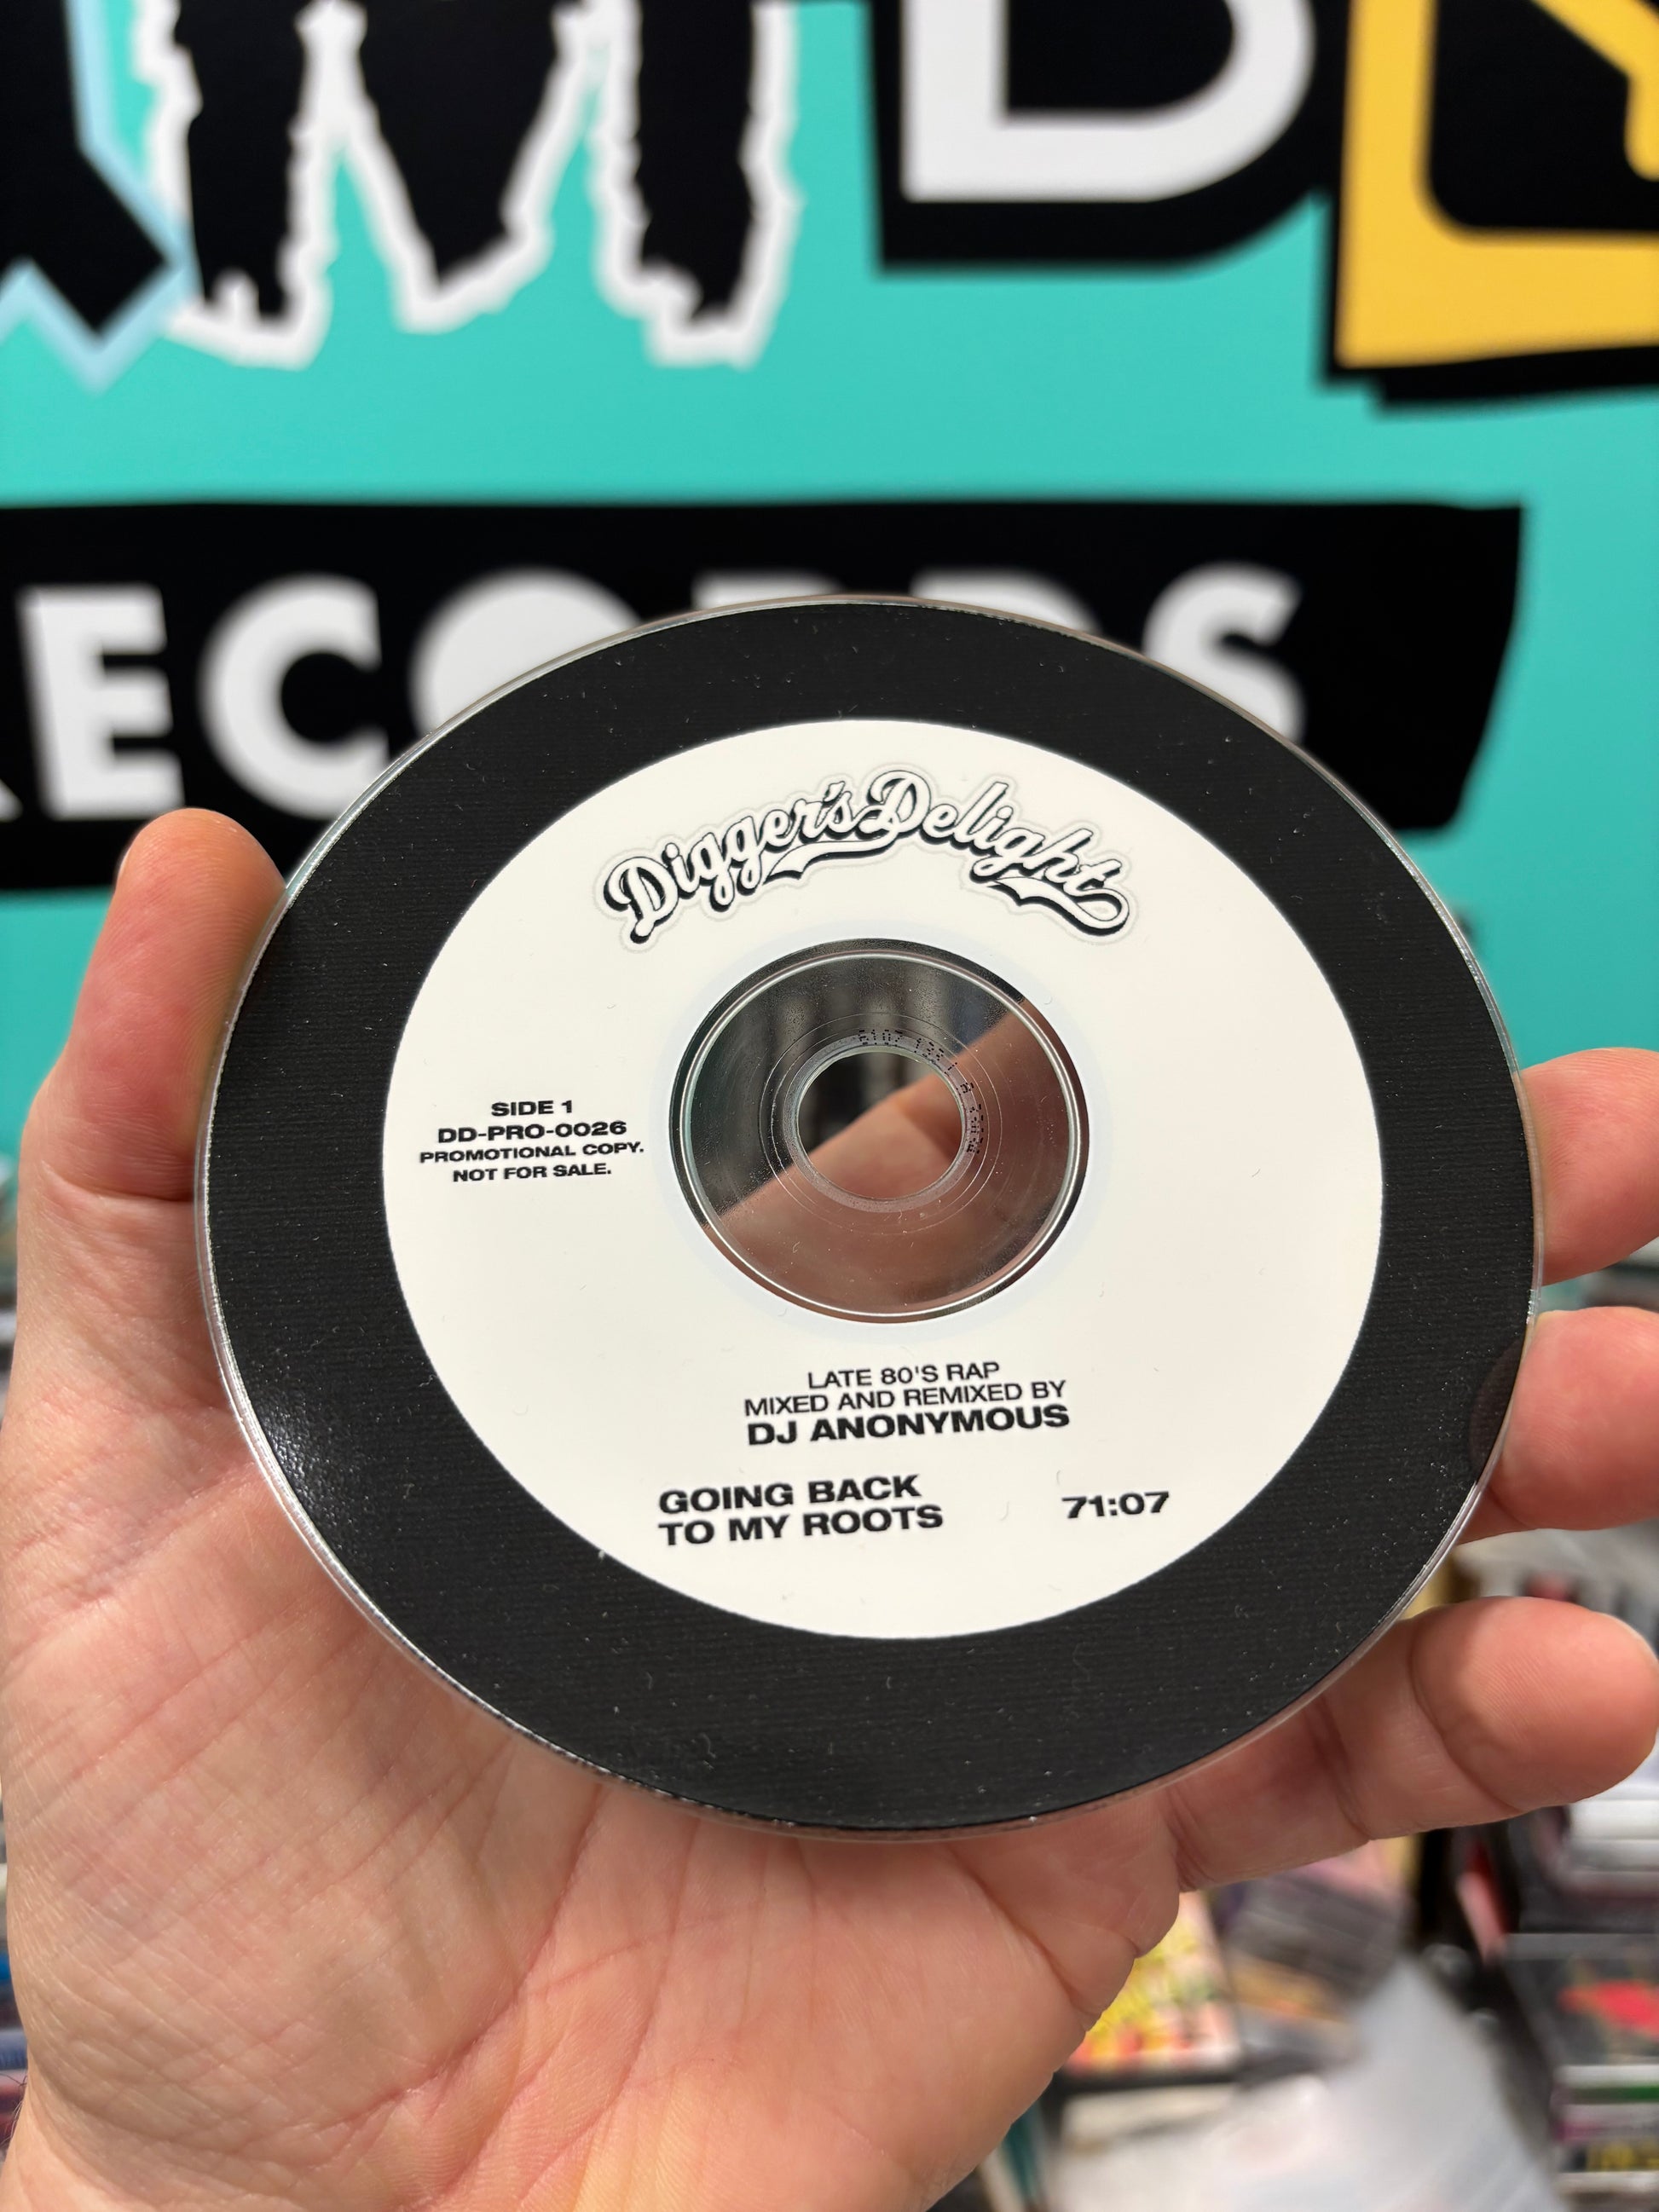 RECORDS
Digger's Delight
SIDE 1
DD-PRO-0026
PROMOTIONAL COPY.
NOT FOR SALE.
LATE 80'S RAP
MIXED AND REMIXED BY
DJ ANONYMOUS
GOING BACK
TO MY ROOTS
71:07